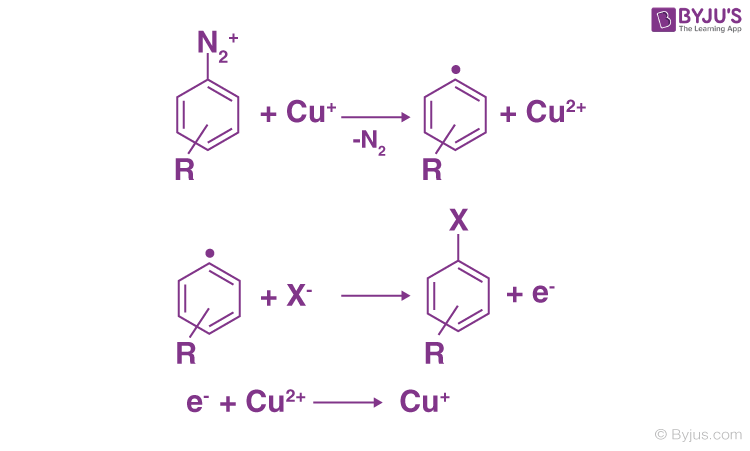 BYJU'S
The Learning App
N₂⁺
+ Cu⁺
-N₂
+ Cu²⁺
R
R
X
+ X⁻
+ e⁻
R
R
e⁻ + Cu²⁺
Cu⁺
© Byjus.com